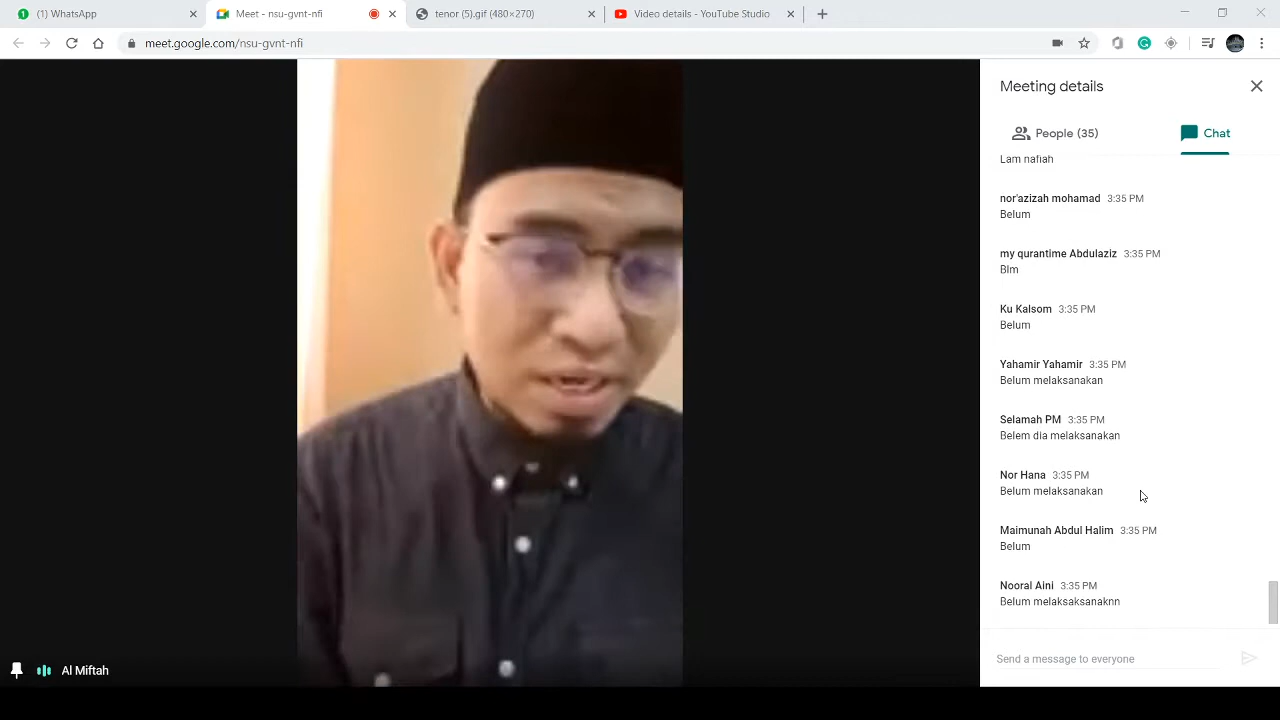 (1) WhatsApp
Meet - nsu-gvnt-nfi
tenor (5).gif (480×270)
Video details - YouTube Studio
meet.google.com/nsu-gvnt-nfi
Meeting details
People (35)
Chat
Lam nafiah
nor'azizah mohamad 3:35 PM
Belum
my qurantime Abdulaziz 3:35 PM
Blm
Ku Kalsom 3:35 PM
Belum
Yahamir Yahamir 3:35 PM
Belum melaksanakan
Selamah PM 3:35 PM
Belem dia melaksanakan
Nor Hana 3:35 PM
Belum melaksanakan
Maimunah Abdul Halim 3:35 PM
Belum
Nooral Aini 3:35 PM
Belum melaksaksanaknn
Send a message to everyone
Al Miftah